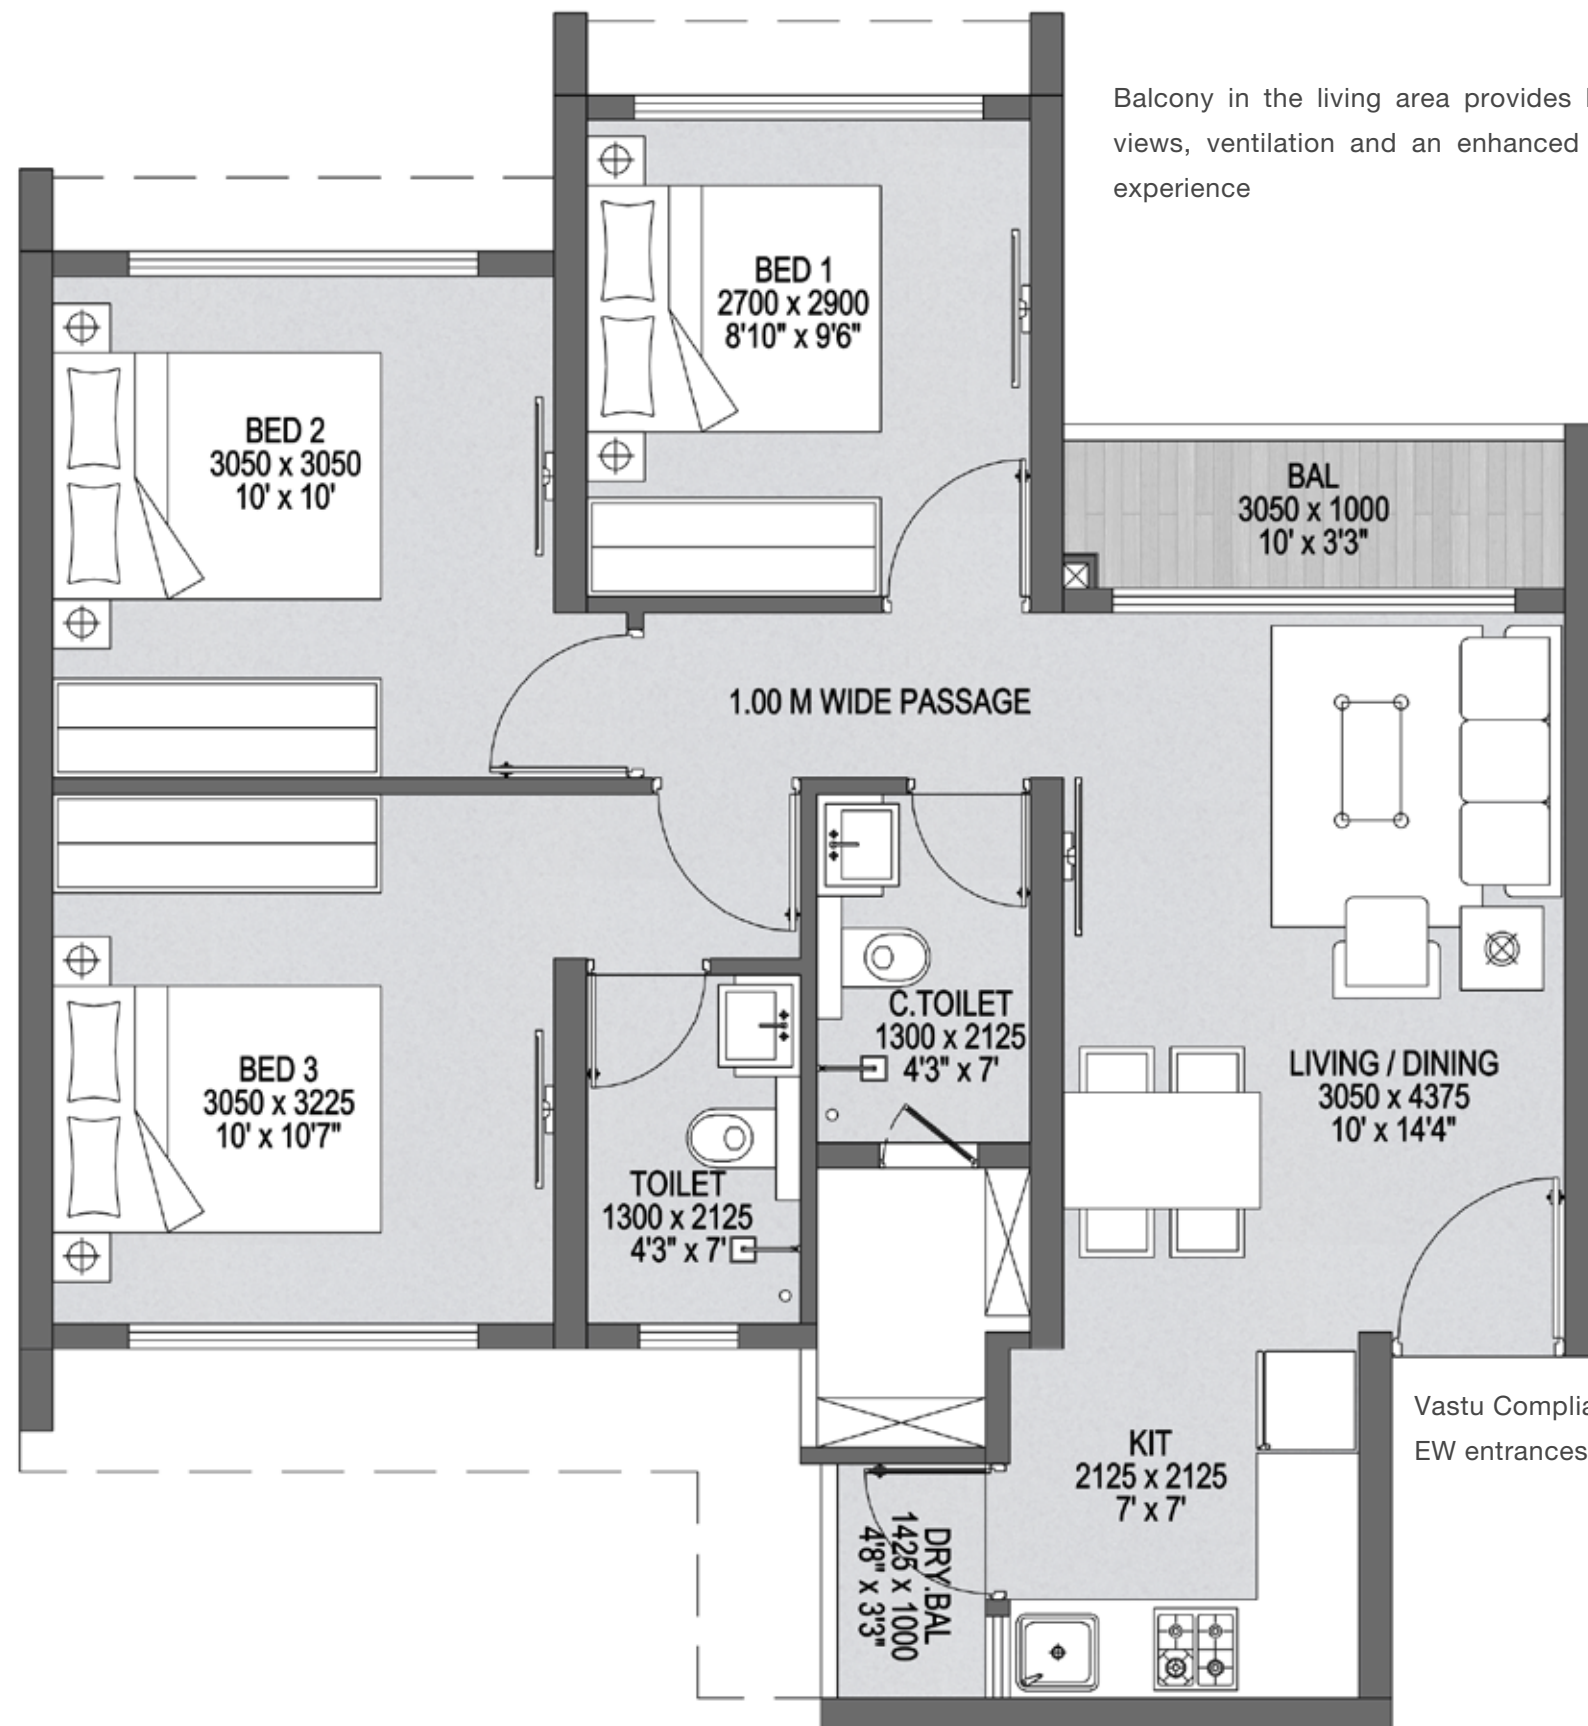 Balcony in the living area provides
views, ventilation and an enhanced
experience
BED 1
2700 x 2900
8'10" x 9'6"
BED 2
3050 x 3050
10' x 10'
BAL
3050 x 1000
10' x 3'3"
1.00 M WIDE PASSAGE
C.TOILET
1300 x 2125
4'3" x 7'
LIVING / DINING
3050 x 4375
10' x 14'4"
BED 3
3050 x 3225
10' x 10'7"
TOILET
1300 x 2125
4'3" x 7'
Vastu
EW entrances
KIT
2125 x 2125
7' x 7'
DRY.BAL
1425 x 1000
4'8" x 3'3"